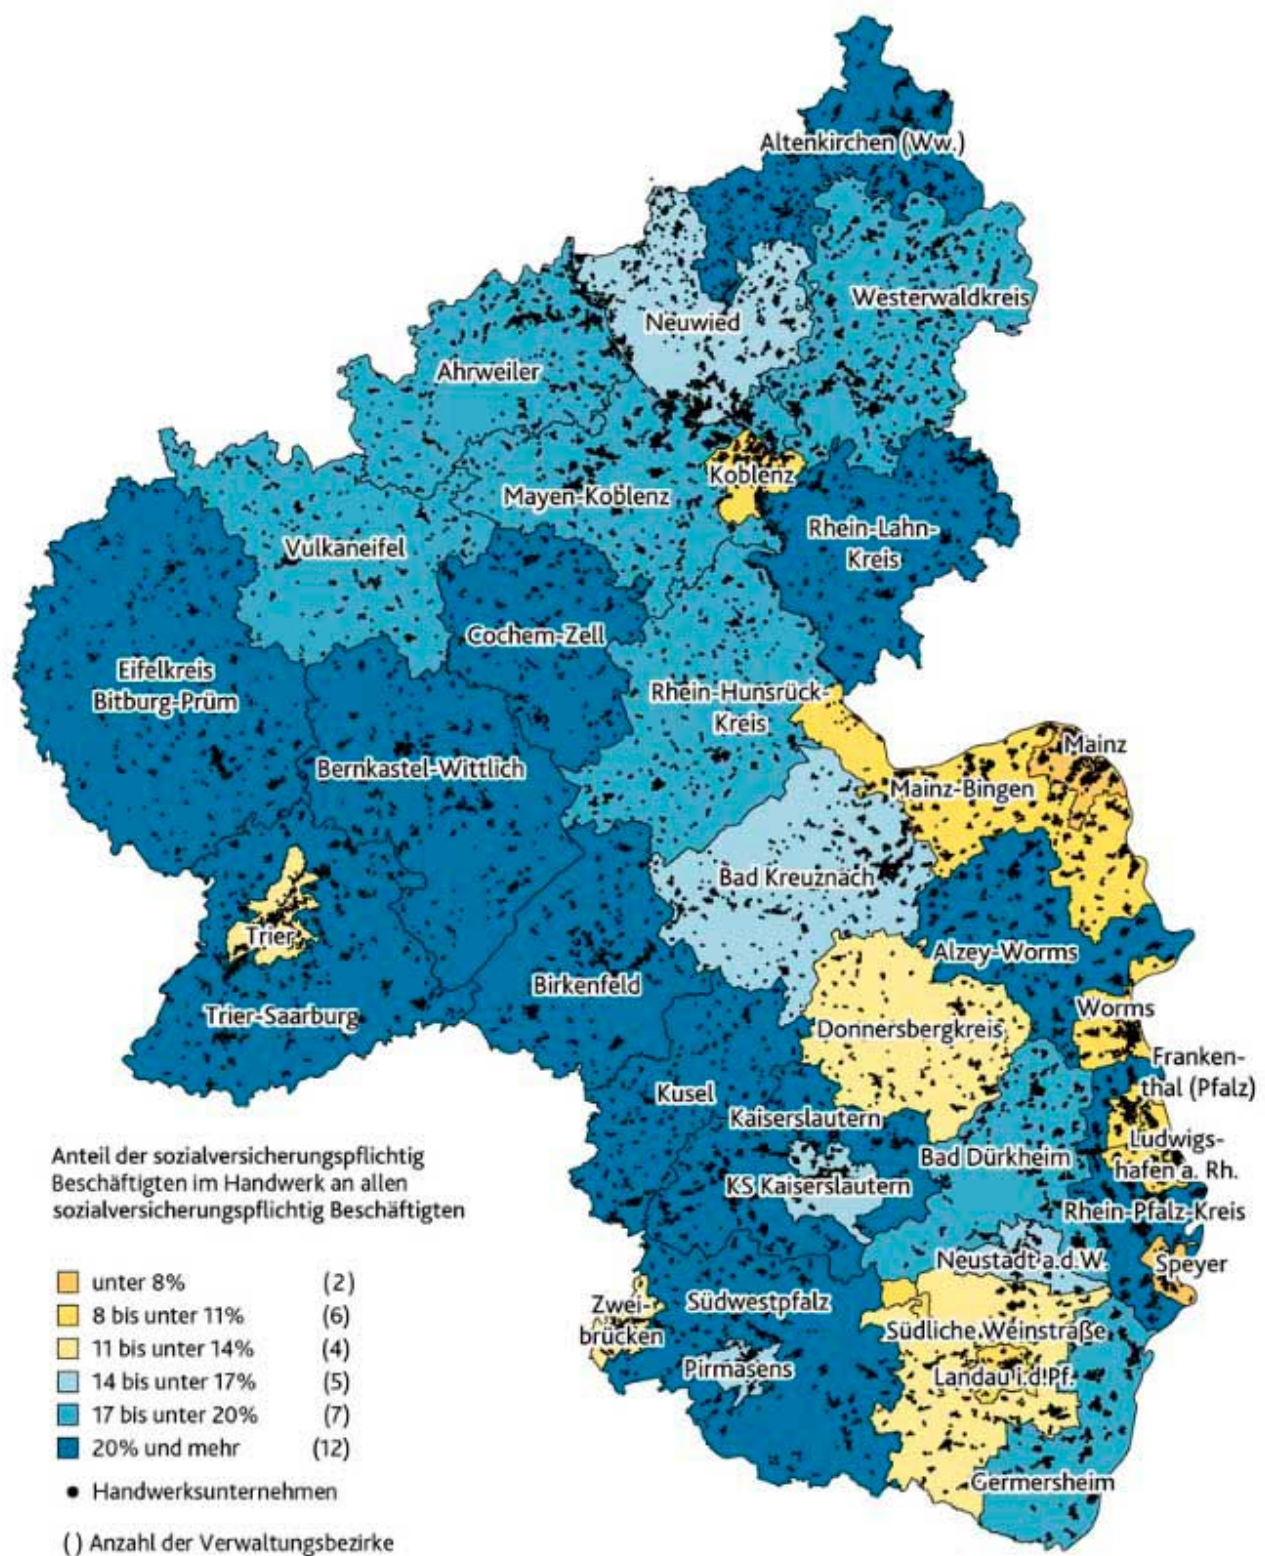 Altenkirchen (Ww.)
Westerwaldkreis
Neuwied
Ahrweiler
Koblenz
Mayen-Koblenz
Rhein-Lahn-
Kreis
Vulkaneifel
Cochem-Zell
Eifelkreis
Bitburg-Prüm
Rhein-Hunsrück-
Kreis
Mainz
Bernkastel-Wittlich
Mainz-Bingen
Bad Kreuznach
Trier
Alzey-Worms
Birkenfeld
Trier-Saarburg
Worms
Donnersbergkreis
Franken-
thal (Pfalz)
Kusel
Kaiserslautern
Ludwigs-
hafen a. Rh.
Bad Dürkheim
KS Kaiserslautern
Rhein-Pfalz-Kreis
Neustadt a.d.W.
Speyer
Zwei-
brücken
Südwestpfalz
Südliche Weinstraße
Pirmasens
Landau i.d.Pf.
Germersheim
Anteil der sozialversicherungspflichtig
Beschäftigten im Handwerk an allen
sozialversicherungspflichtig Beschäftigten
unter 8% (2)
8 bis unter 11% (6)
11 bis unter 14% (4)
14 bis unter 17% (5)
17 bis unter 20% (7)
20% und mehr (12)
Handwerksunternehmen
( ) Anzahl der Verwaltungsbezirke